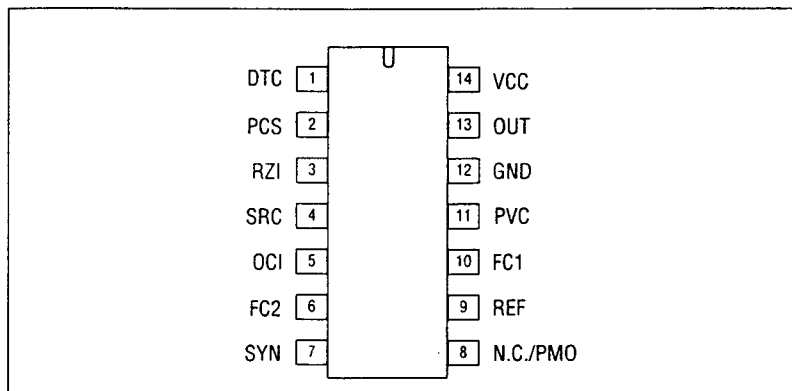 DTC 1 14 VCC
PCS 2 13 OUT
RZI 3 12 GND
SRC 4 11 PVC
OCI 5 10 FC1
FC2 6 9 REF
SYN 7 8 N.C./PMO